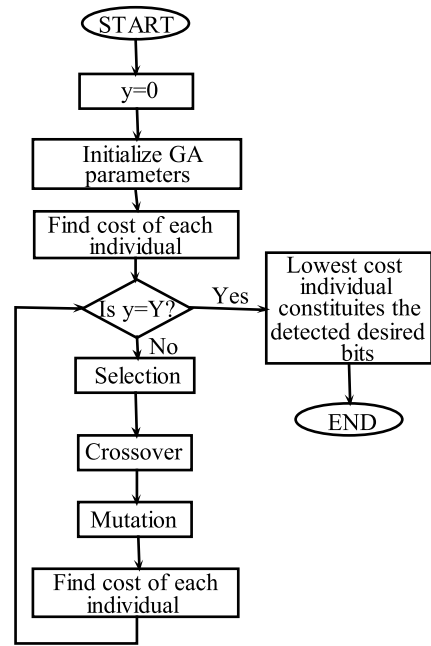 START
y=0
Initialize GA
parameters
Find cost of each
individual
Is y=Y?
Yes
Lowest cost
individual
constituites the
detected desired
bits
END
No
Selection
Crossover
Mutation
Find cost of each
individual